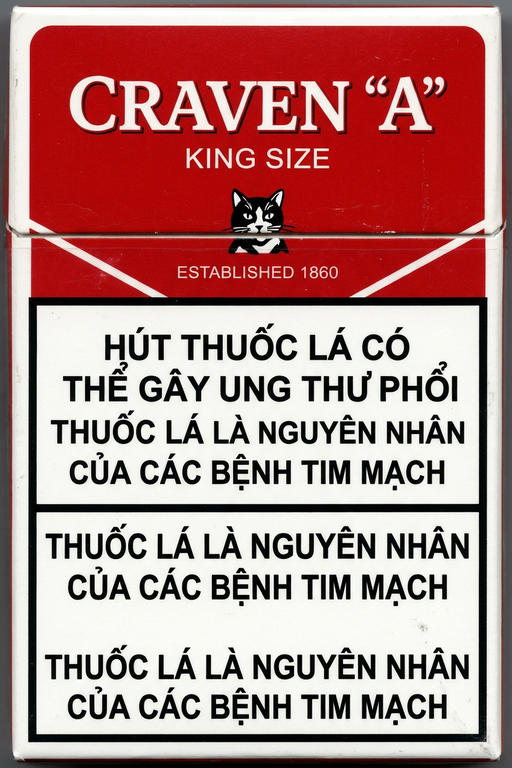 CRAVEN “A”
KING SIZE
ESTABLISHED 1860
HÚT THUỐC LÁ CÓ
THỂ GÂY UNG THƯ PHỔI
THUỐC LÁ LÀ NGUYÊN NHÂN
CỦA CÁC BỆNH TIM MẠCH
THUỐC LÁ LÀ NGUYÊN NHÂN
CỦA CÁC BỆNH TIM MẠCH
THUỐC LÁ LÀ NGUYÊN NHÂN
CỦA CÁC BỆNH TIM MẠCH